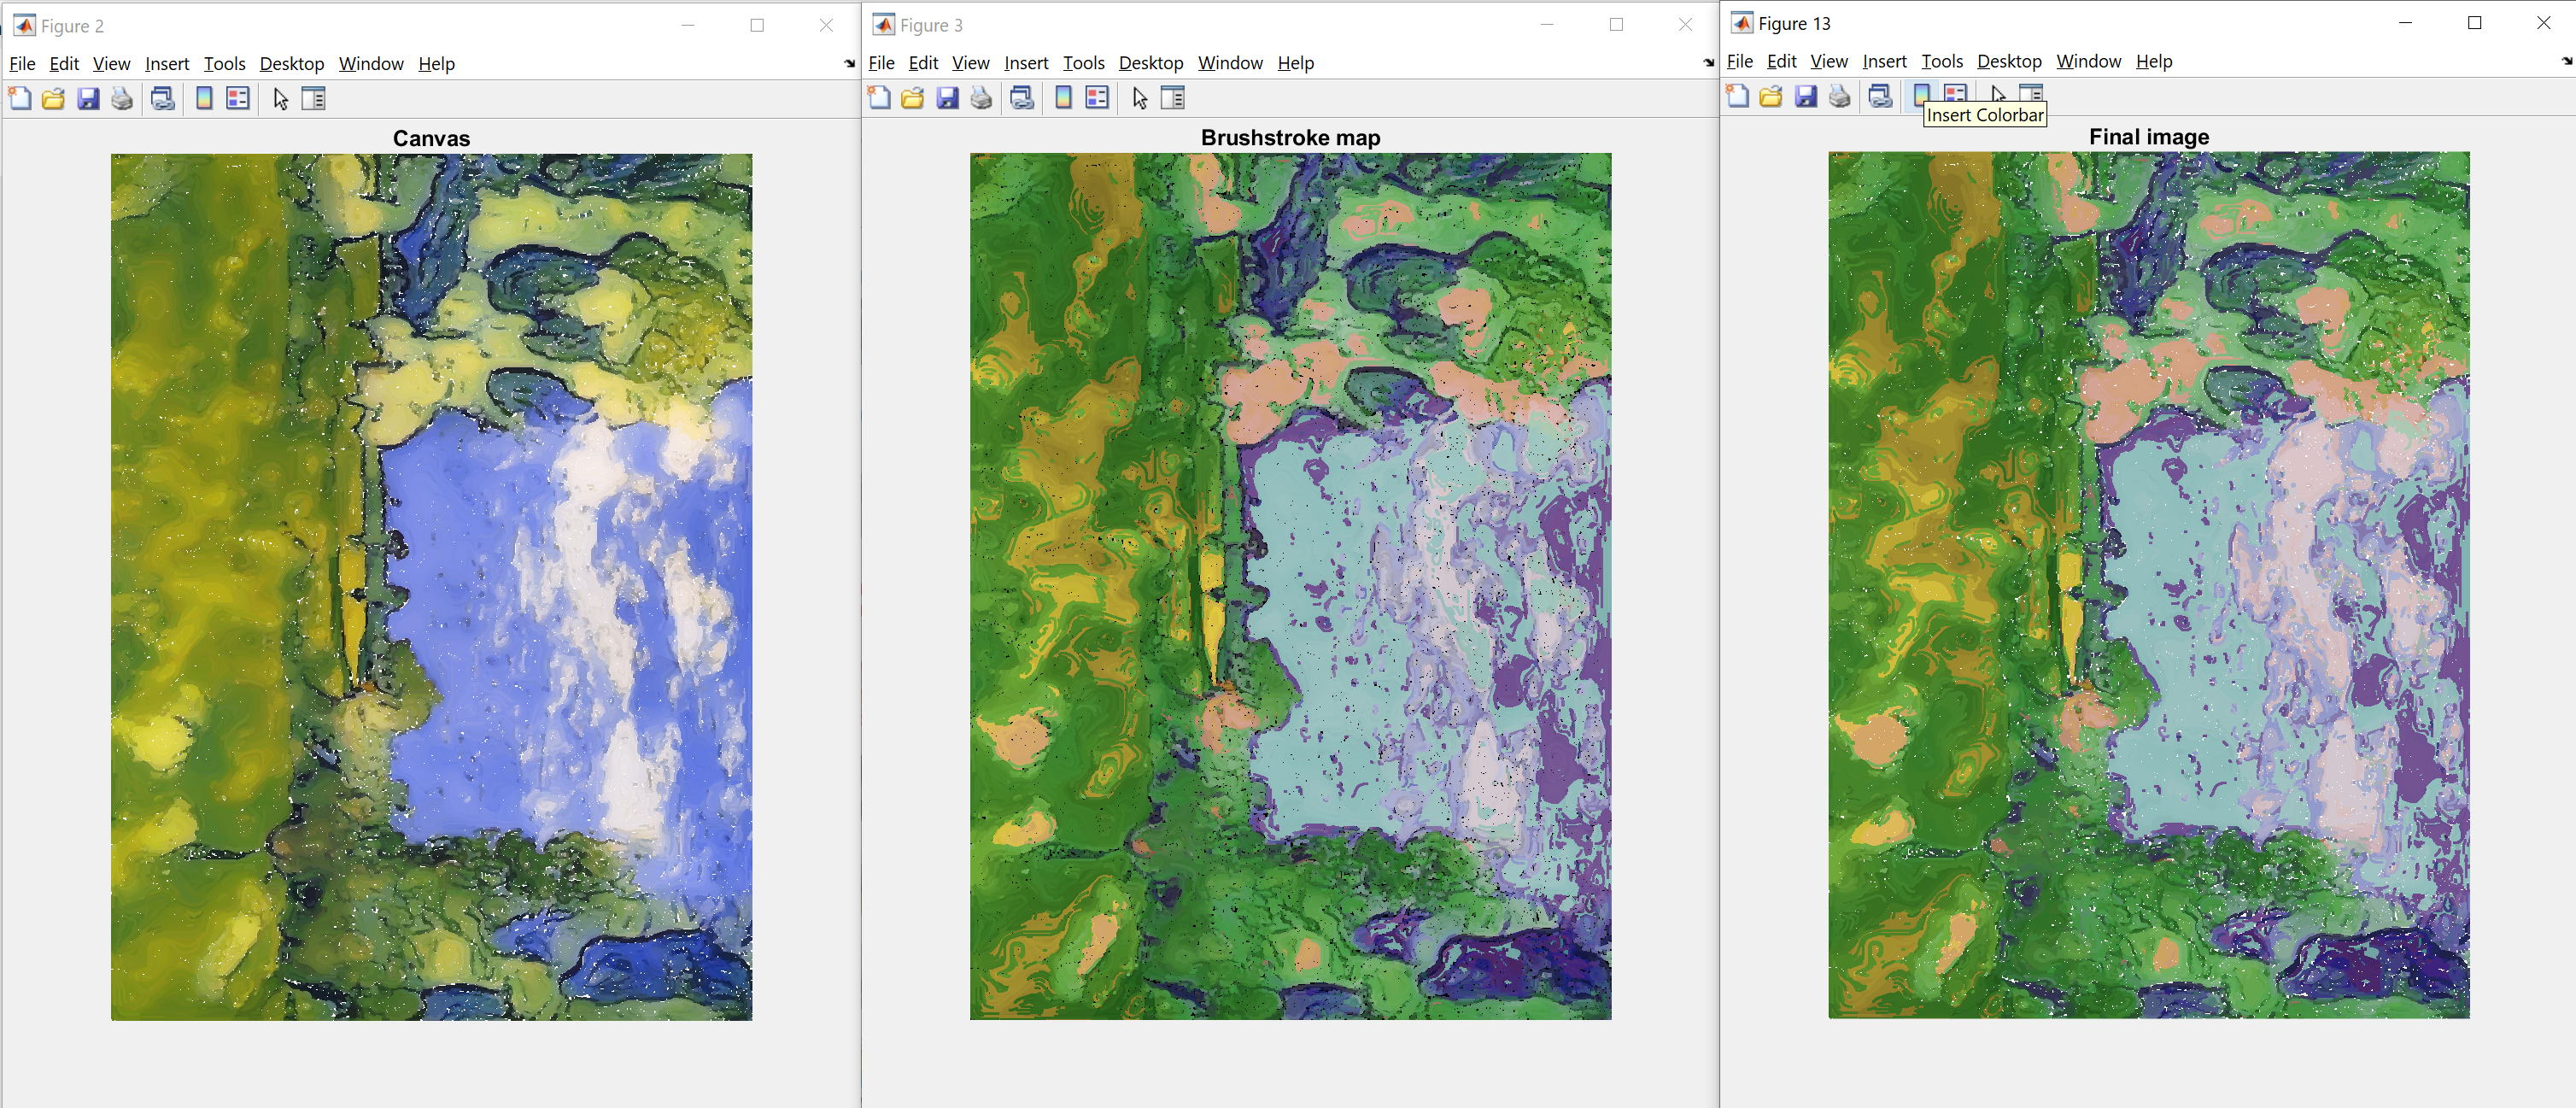 Figure 2
File Edit View Insert Tools Desktop Window Help
Canvas
Figure 3
File Edit View Insert Tools Desktop Window Help
Brushstroke map
Figure 13
File Edit View Insert Tools Desktop Window Help
Insert Colorbar
Final image